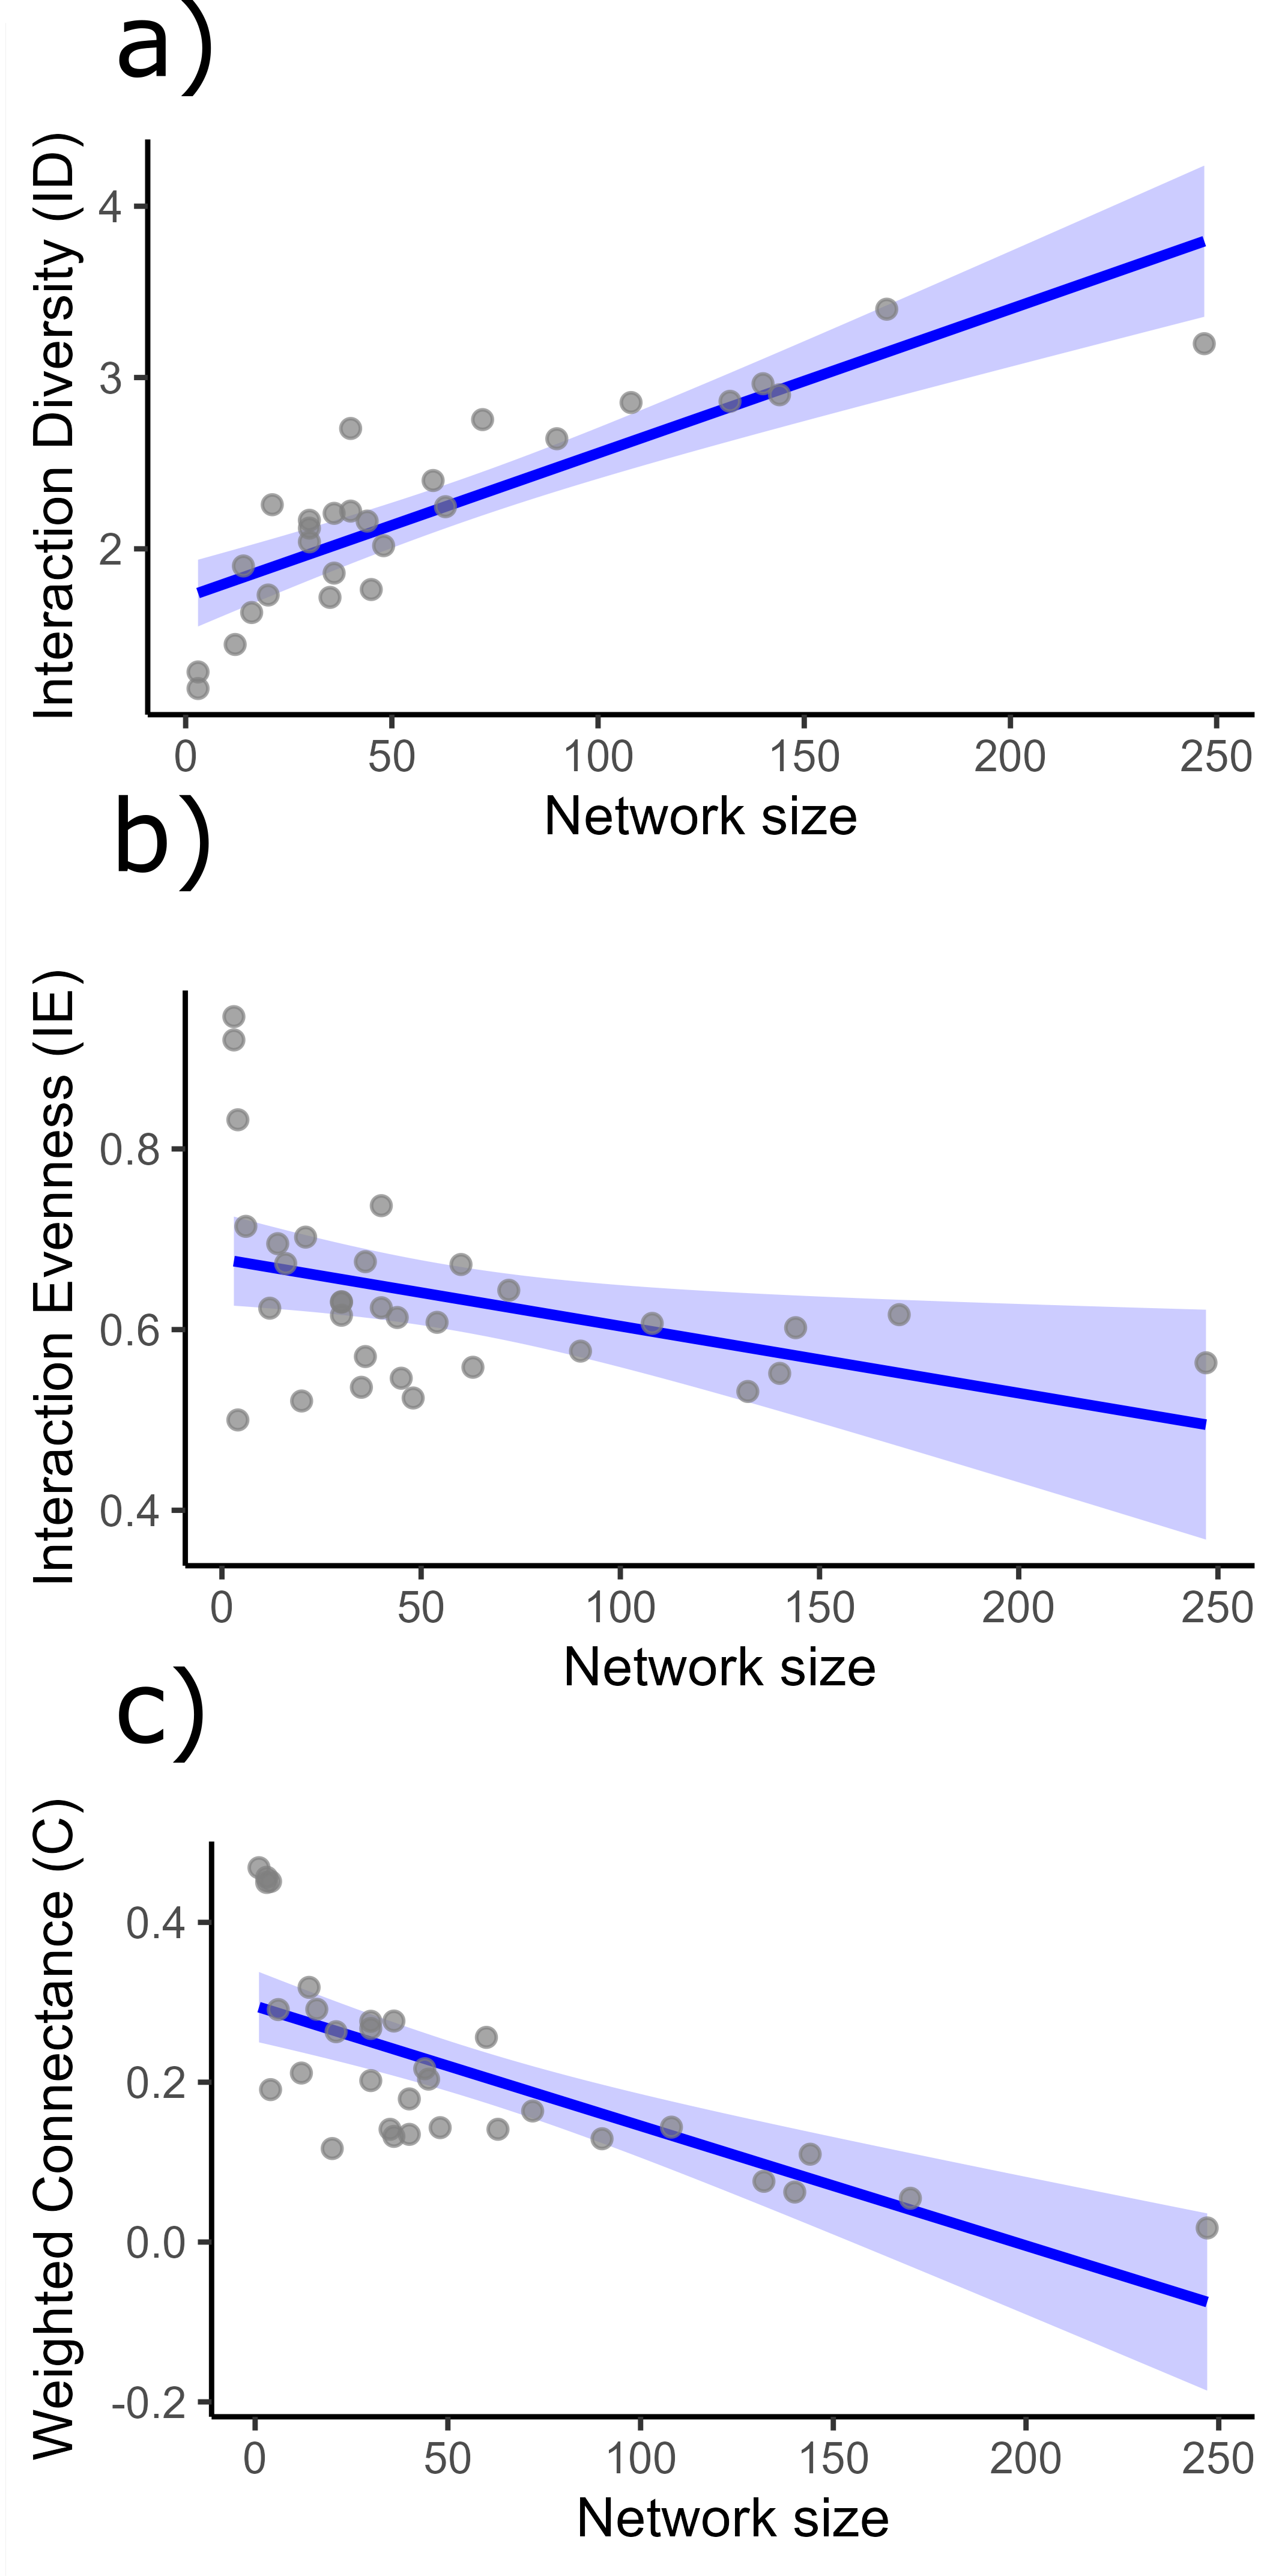 a)
Interaction Diversity (ID)
4
3
2
0 50 100 150 200 250
Network size
b)
Interaction Evenness (IE)
0.8
0.6
0.4
0 50 100 150 200 250
Network size
c)
Weighted Connectance (C)
0.4
0.2
0.0
-0.2
0 50 100 150 200 250
Network size